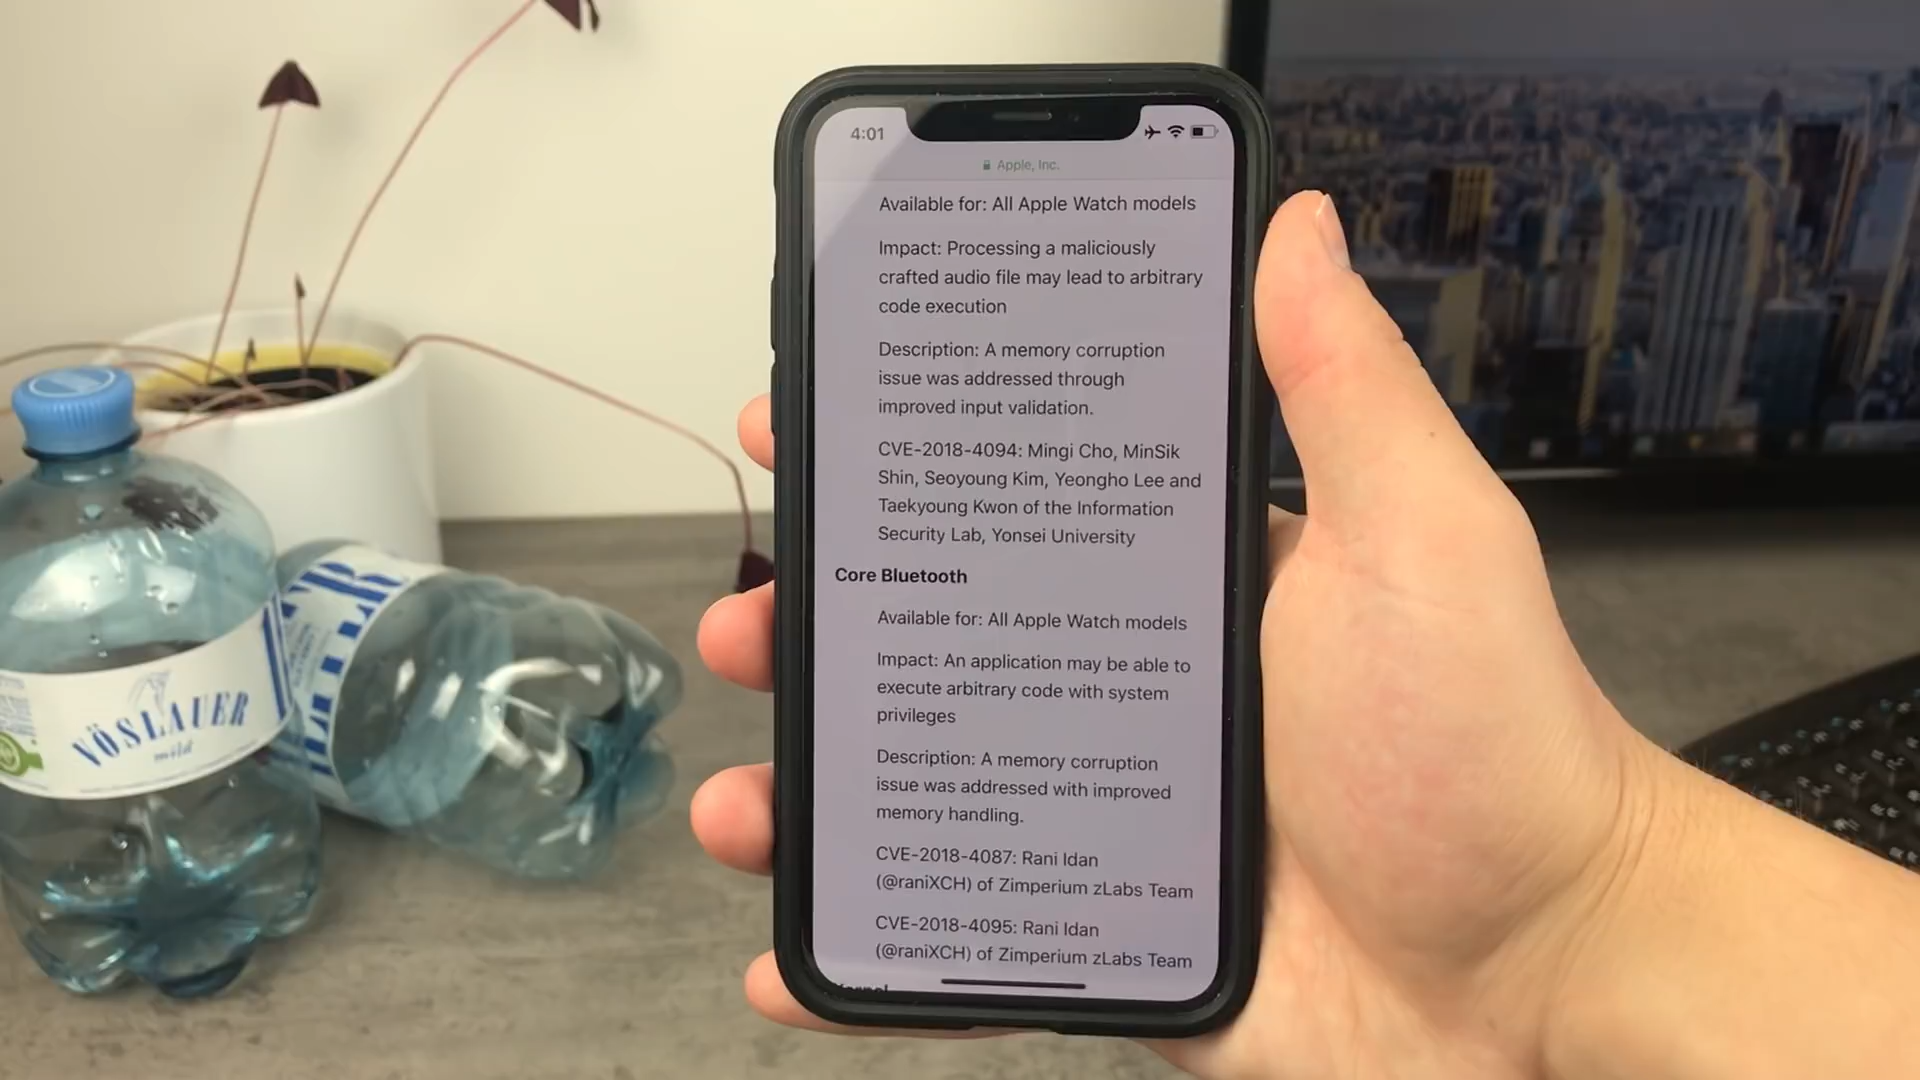 4:01
Apple, Inc.
Available for: All Apple Watch models
Impact: Processing a maliciously
crafted audio file may lead to arbitrary
code execution
Description: A memory corruption
issue was addressed through
improved input validation.
CVE-2018-4094: Mingi Cho, MinSik
Shin, Seoyoung Kim, Yeongho Lee and
Taekyoung Kwon of the Information
Security Lab, Yonsei University
Core Bluetooth
Available for: All Apple Watch models
Impact: An application may be able to
execute arbitrary code with system
privileges
Description: A memory corruption
issue was addressed with improved
memory handling.
CVE-2018-4087: Rani Idan
(@raniXCH) of Zimperium zLabs Team
CVE-2018-4095: Rani Idan
(@raniXCH) of Zimperium zLabs Team
Kernel
VÖSLAUER
mild